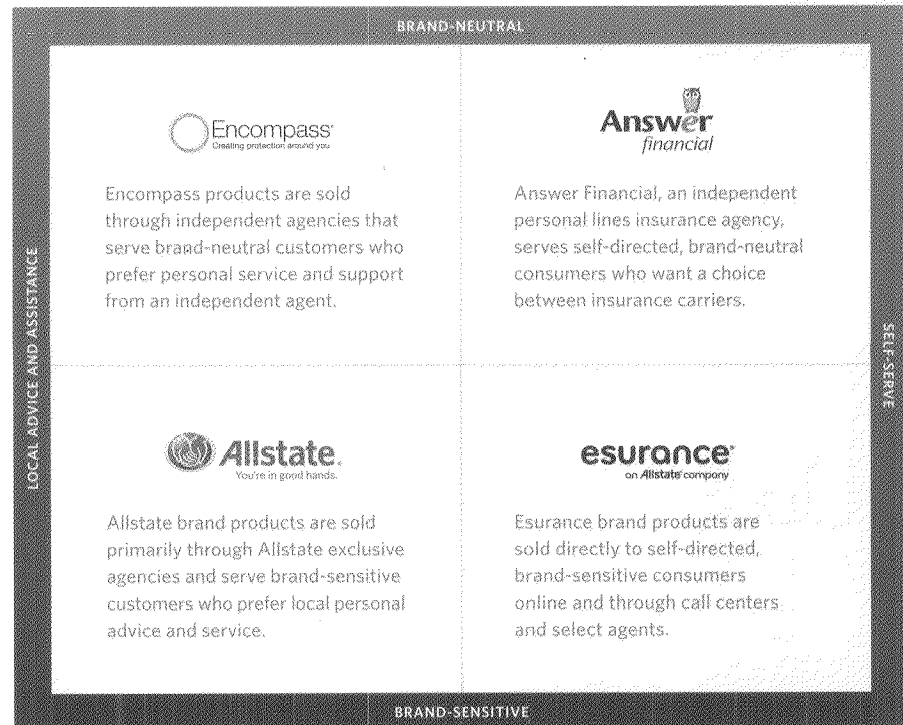 BRAND-NEUTRAL
LOCAL ADVICE AND ASSISTANCE
Encompass®
Creating protection around you
Encompass products are sold
through independent agencies that
serve brand-neutral customers who
prefer personal service and support
from an independent agent.
Answer
financial
Answer Financial, an independent
personal lines insurance agency,
serves self-directed, brand-neutral
consumers who want a choice
between insurance carriers.
Allstate®
You're in good hands.
Allstate brand products are sold
primarily through Allstate exclusive
agencies and serve brand-sensitive
customers who prefer local personal
advice and service.
esurance®
an Allstate® company
Esurance brand products are
sold directly to self-directed,
brand-sensitive consumers
online and through call centers
and select agents.
SELF-SERVE
BRAND-SENSITIVE